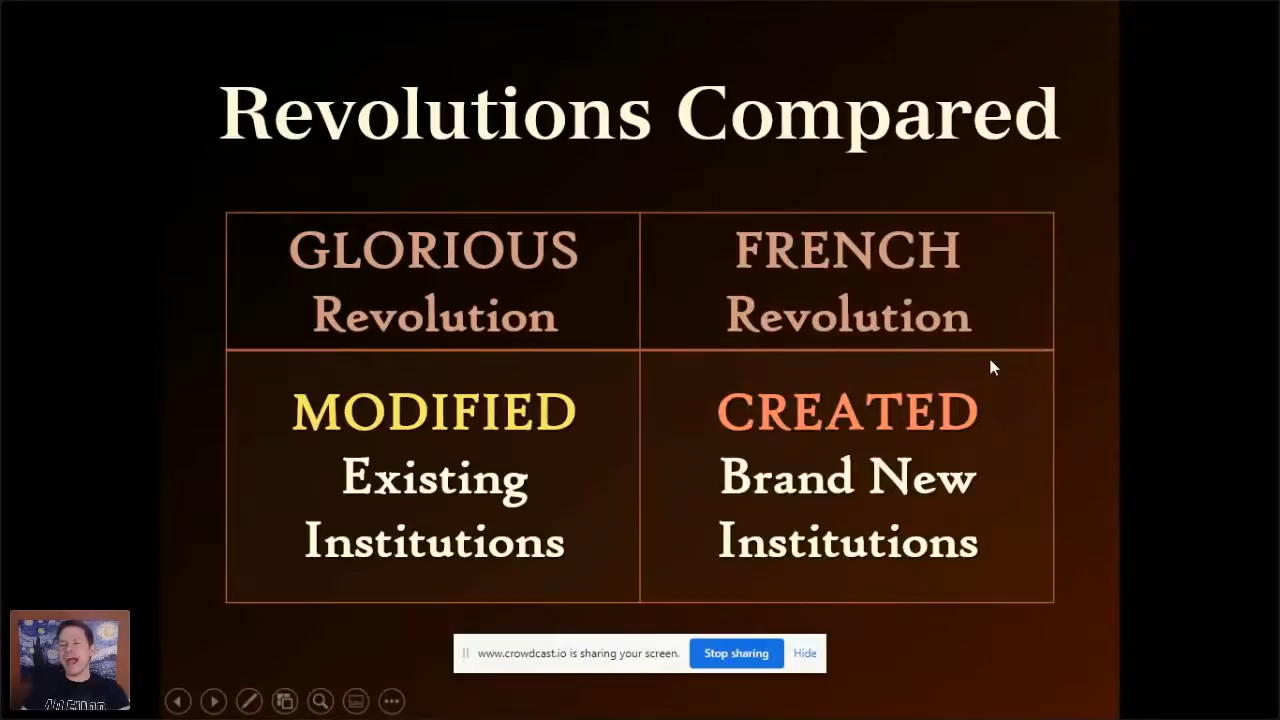 Revolutions Compared
GLORIOUS
Revolution
FRENCH
Revolution
MODIFIED
Existing
Institutions
CREATED
Brand New
Institutions
www.crowdcast.io is sharing your screen.
Stop sharing
Hide